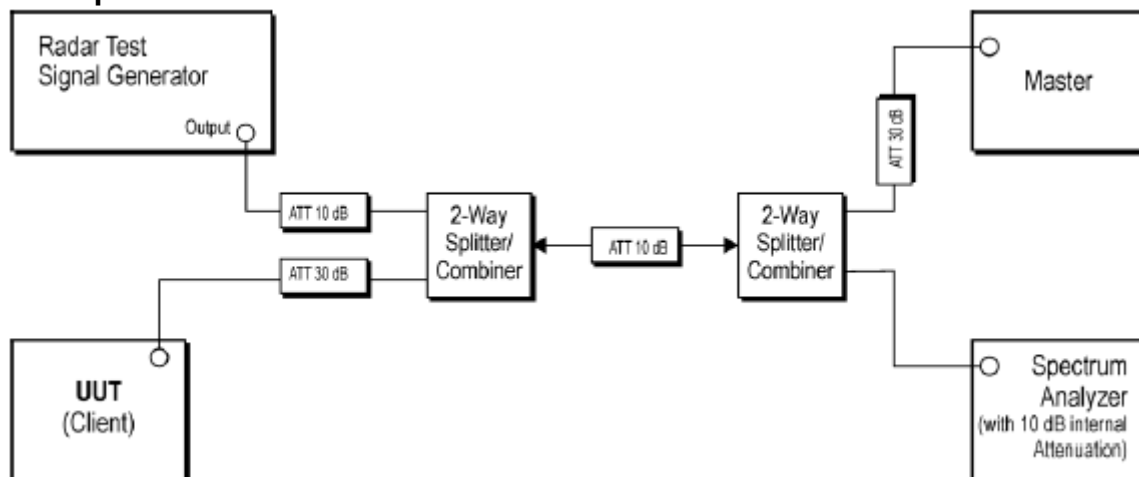 Radar Test
Signal Generator
Output
ATT 10 dB
ATT 30 dB
2-Way
Splitter/
Combiner
ATT 10 dB
2-Way
Splitter/
Combiner
ATT 30 dB
Master
UUT
(Client)
Spectrum
Analyzer
(with 10 dB internal
Attenuation)